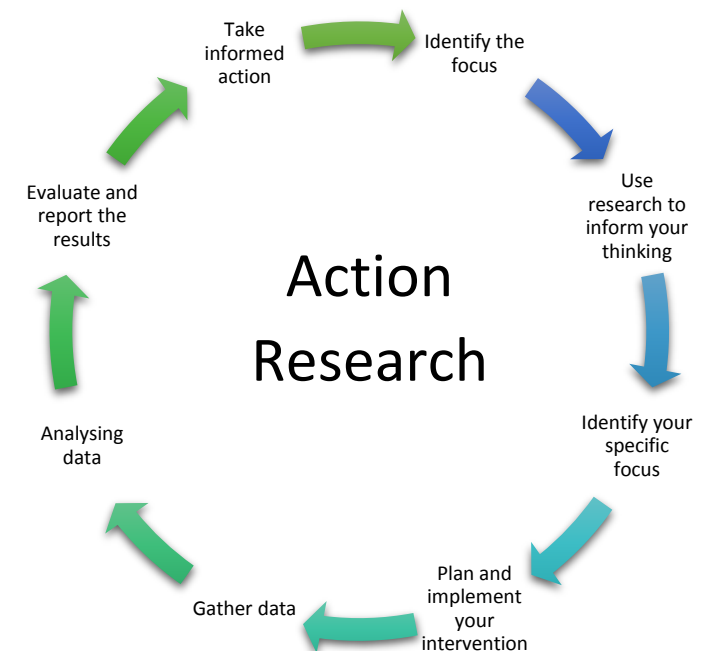 Take
informed
action
Identify the
focus
Use
research to
inform your
thinking
Identify your
specific
focus
Plan and
implement
your
intervention
Gather data
Analysing
data
Evaluate and
report the
results
Action
Research